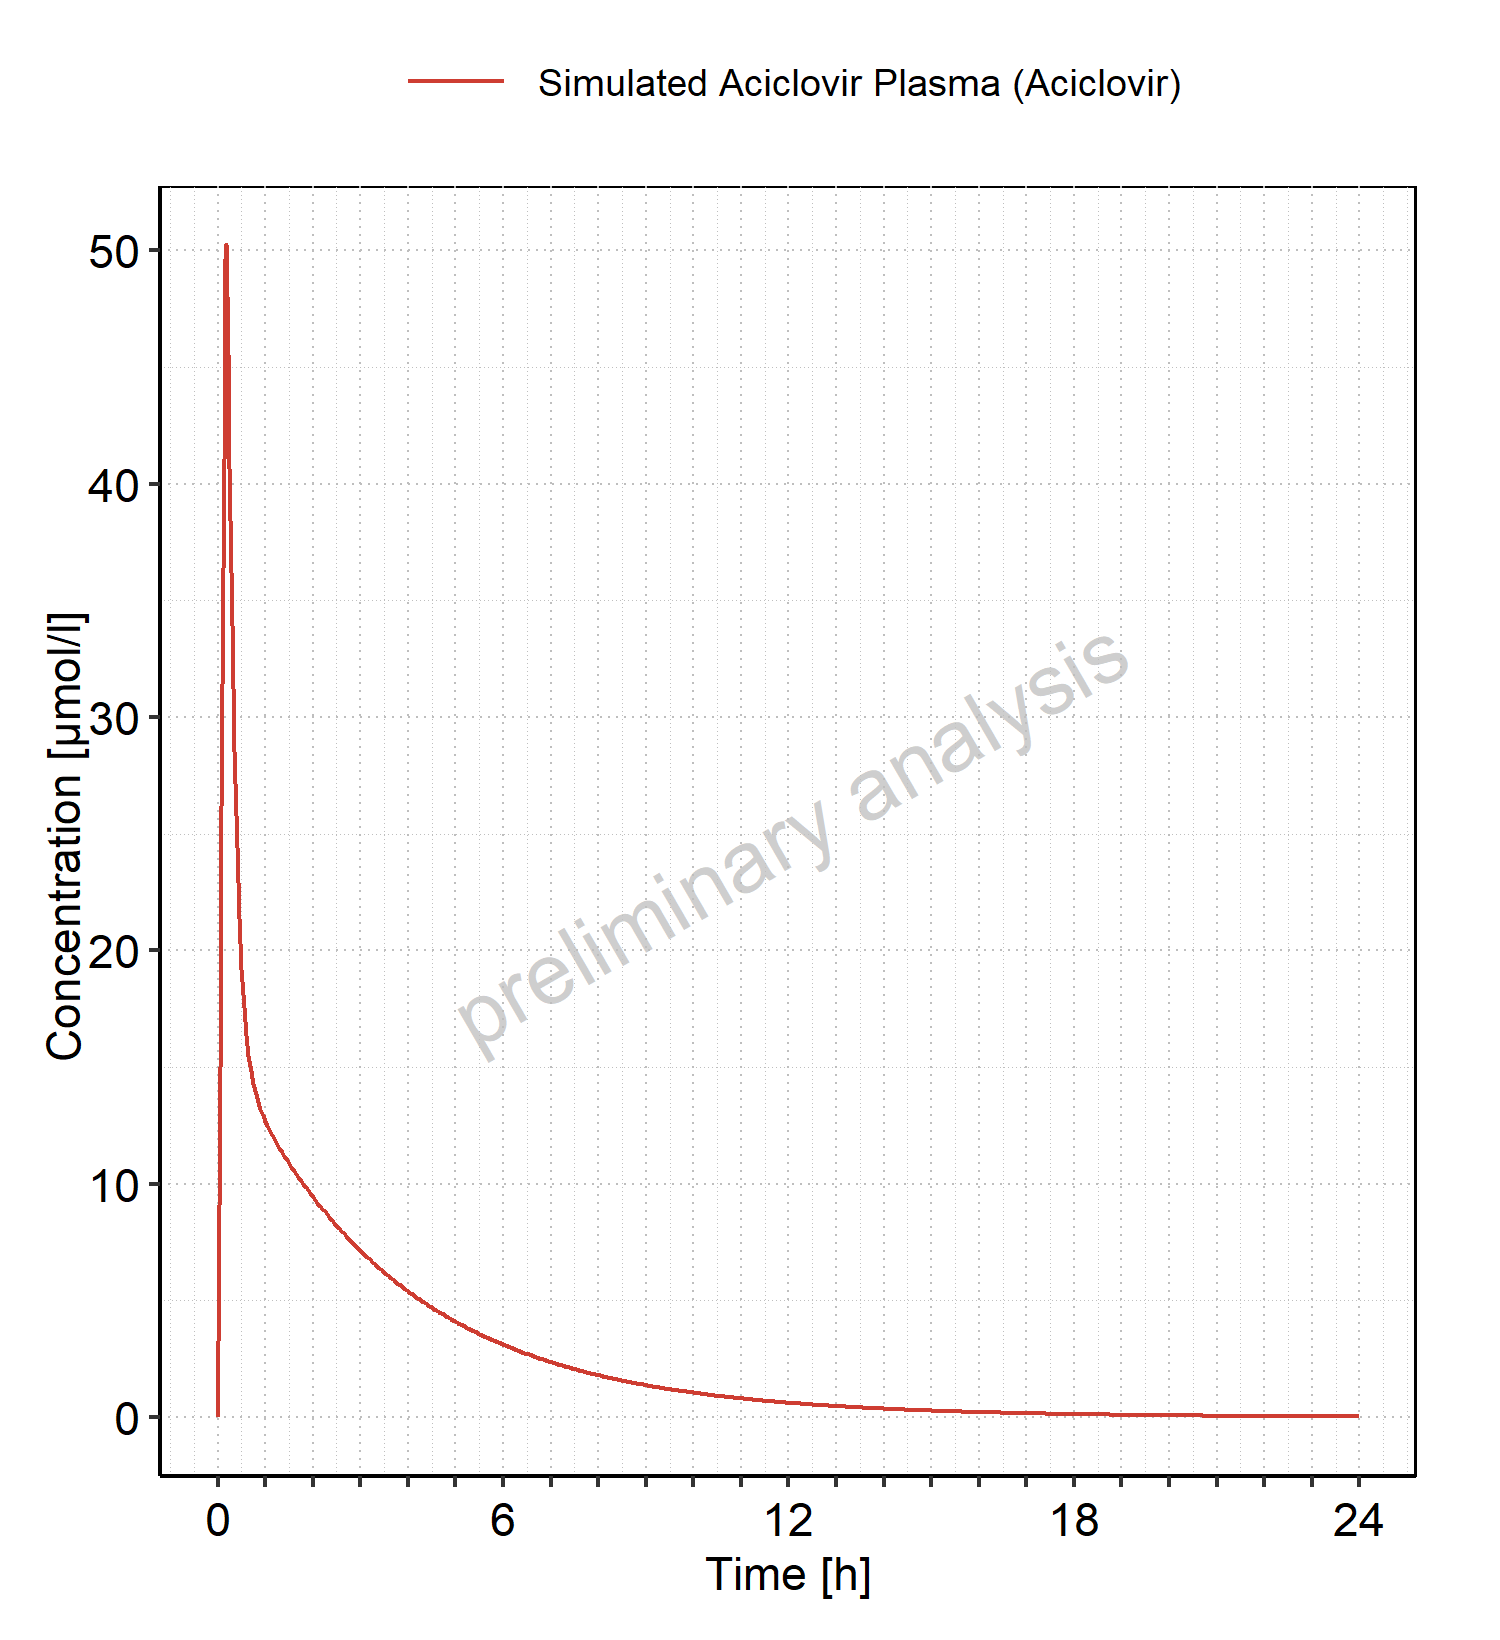 Simulated Aciclovir Plasma (Aciclovir)
50
40
30
20
10
0
Concentration [µmol/l]
preliminary analysis
0 6 12 18 24
Time [h]